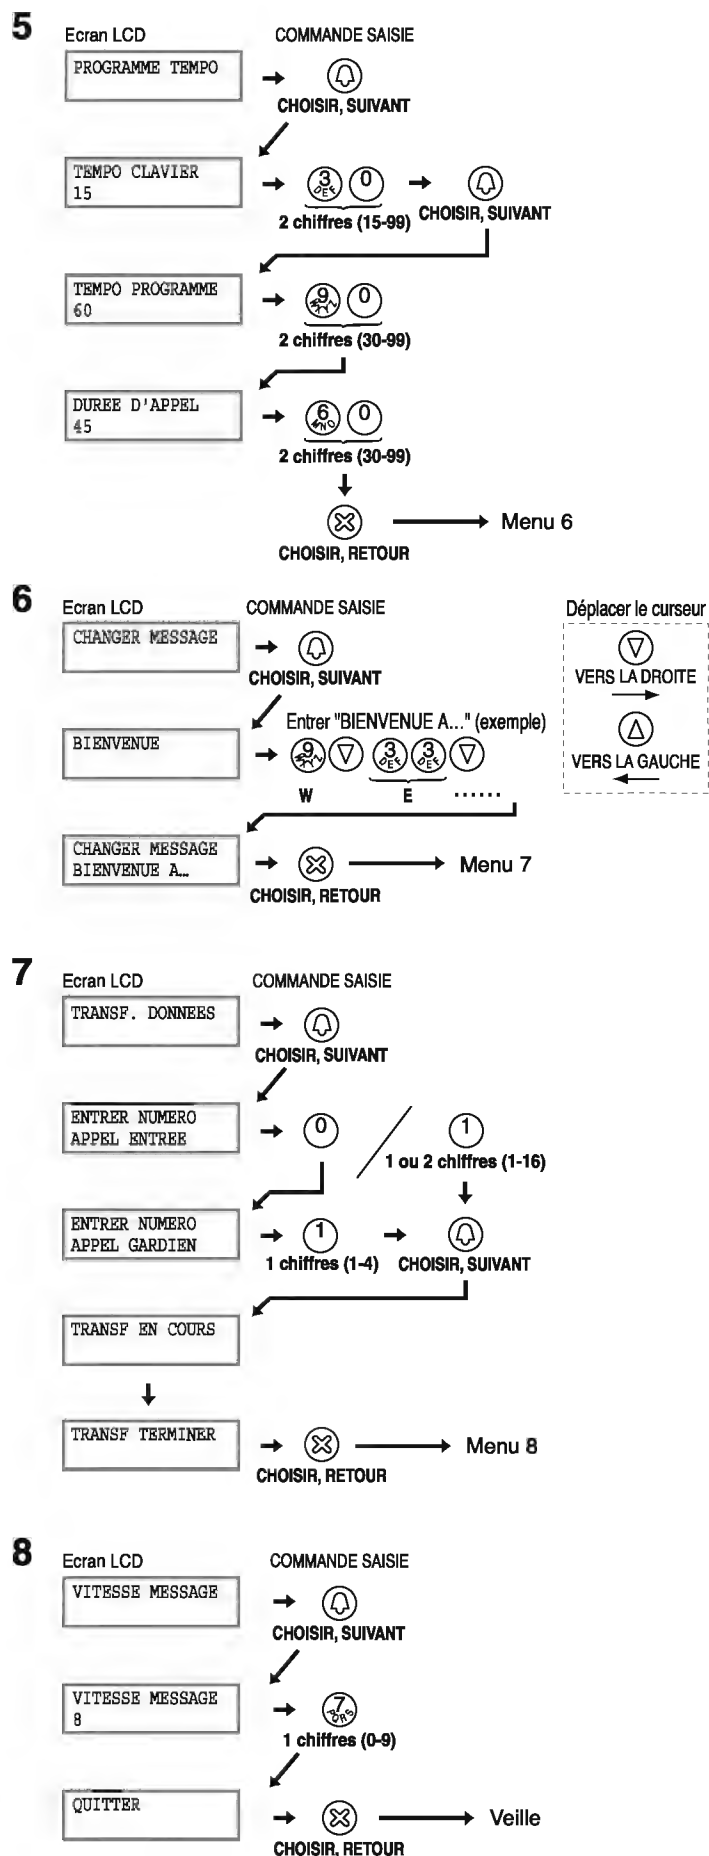 5
Ecran LCD COMMANDE SAISIE
PROGRAMME TEMPO
CHOISIR, SUIVANT
TEMPO CLAVIER
15
3 DEF 0
2 chiffres (15-99) CHOISIR, SUIVANT
TEMPO PROGRAMME
60
9 WXYZ 0
2 chiffres (30-99)
DUREE D'APPEL
45
6 MNO 0
2 chiffres (30-99)
Menu 6
CHOISIR, RETOUR
6
Ecran LCD COMMANDE SAISIE Déplacer le curseur
CHANGER MESSAGE
CHOISIR, SUIVANT
VERS LA DROITE
Entrer "BIENVENUE A..." (exemple)
BIENVENUE
9 WXYZ 3 DEF 3 DEF
VERS LA GAUCHE
W E ......
CHANGER MESSAGE
BIENVENUE A...
Menu 7
CHOISIR, RETOUR
7
Ecran LCD COMMANDE SAISIE
TRANSF. DONNEES
CHOISIR, SUIVANT
ENTRER NUMERO
APPEL ENTREE
0 / 1
1 ou 2 chiffres (1-16)
ENTRER NUMERO
APPEL GARDIEN
1
1 chiffres (1-4) CHOISIR, SUIVANT
TRANSF EN COURS
TRANSF TERMINER
Menu 8
CHOISIR, RETOUR
8
Ecran LCD COMMANDE SAISIE
VITESSE MESSAGE
CHOISIR, SUIVANT
VITESSE MESSAGE
8
7 PQRS
1 chiffres (0-9)
QUITTER
Veille
CHOISIR, RETOUR